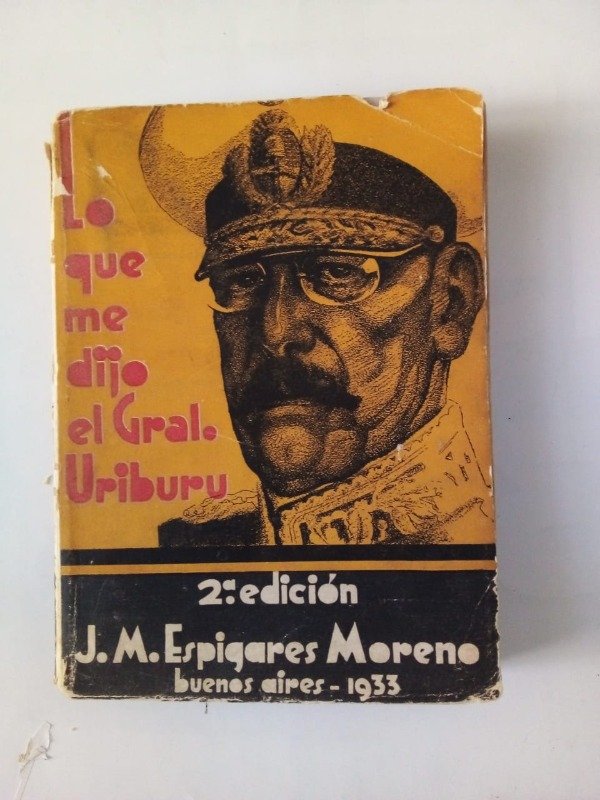 Lo
que
me
dijo
el Gral.
Uriburu
2ª edición
J. M. Espigares Moreno
buenos aires - 1933